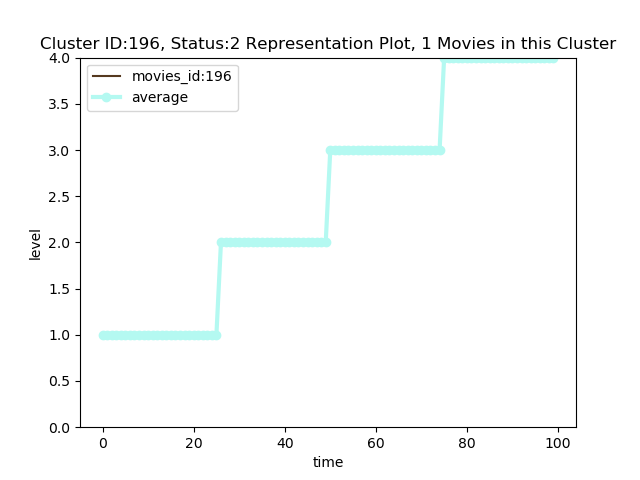 Cluster ID:196, Status:2 Representation Plot, 1 Movies in this Cluster
4.0
movies_id:196
average
3.5
3.0
2.5
2.0
level
1.5
1.0
0.5
0.0
0 20 40 60 80 100
time